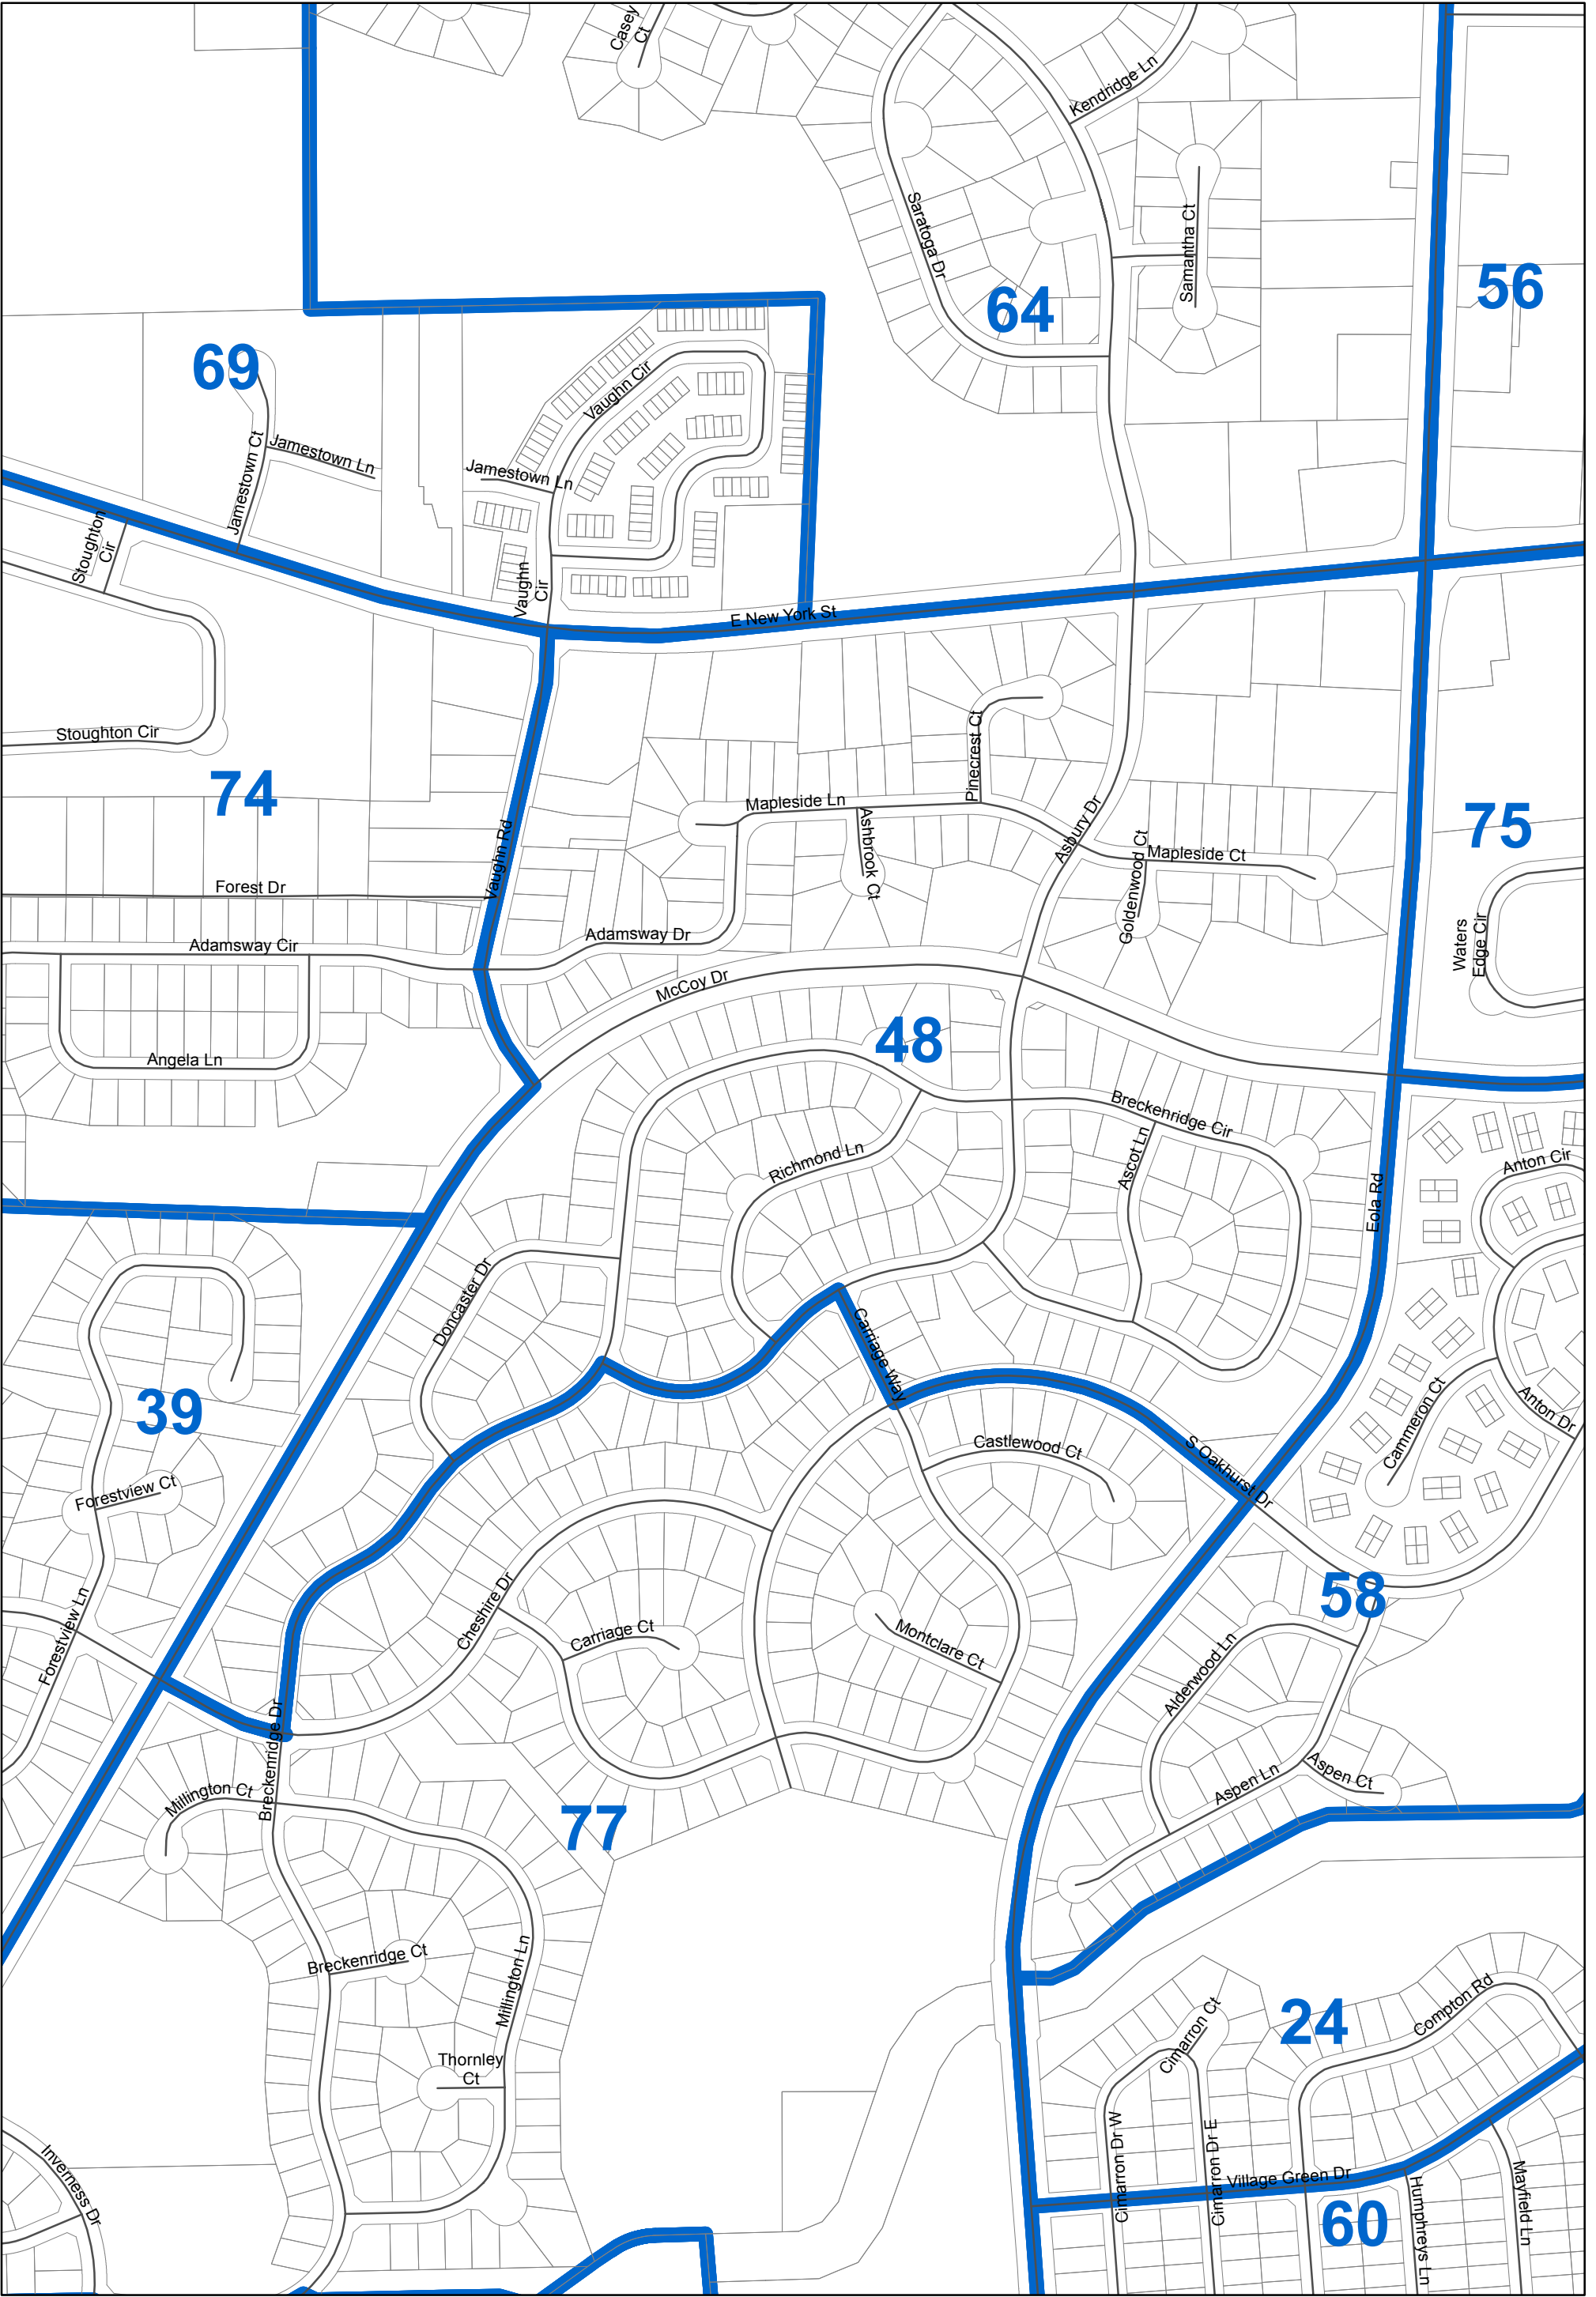 Casey
Ct
Kendridge Ln
Saratoga Dr
Samantha Ct
56
64
69
Vaughn Cir
Jamestown Ct
Jamestown Ln
Jamestown Ln
Stoughton
Cir
Vaughn
Cir
E New York St
Stoughton Cir
74
Pinecrest Ct
Mapleside Ln
Ashbrook Ct
Asbury Dr
Goldenwood Ct
Mapleside Ct
75
Vaughn Rd
Forest Dr
Adamsway Cir
Adamsway Dr
Waters
Edge Cir
McCoy Dr
48
Angela Ln
Breckenridge Cir
Richmond Ln
Ascot Ln
Eola Rd
Anton Cir
Doncaster Dr
Carriage Way
39
Cammeron Ct
Anton Dr
Castlewood Ct
S Oakhurst Dr
Forestview Ct
Forestview Ln
Cheshire Dr
Carriage Ct
Montclare Ct
58
Alderwood Ln
Breckenridge Dr
Millington Ct
Aspen Ln
Aspen Ct
77
Breckenridge Ct
Millington Ln
Thornley
Ct
24
Compton Rd
Cimarron Ct
Cimarron Dr W
Cimarron Dr E
Village Green Dr
Inverness Dr
60
Humphreys Ln
Mayfield Ln